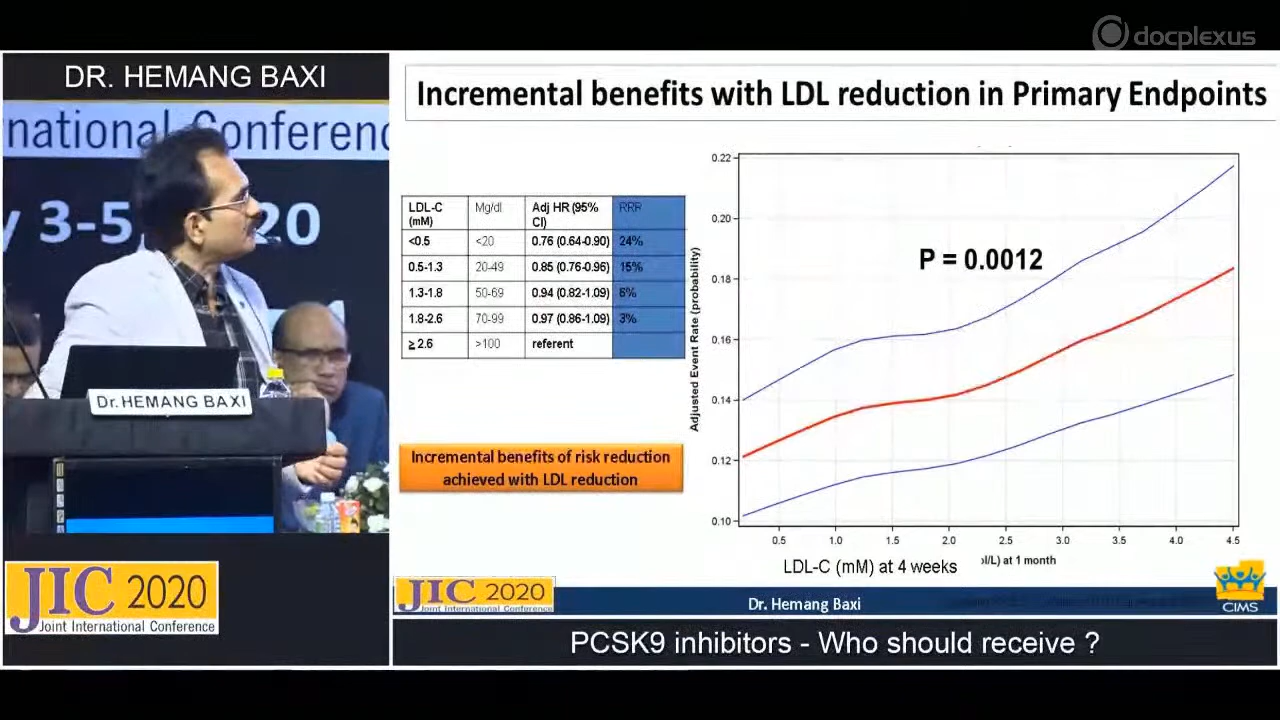 docplexus
DR. HEMANG BAXI
Incremental benefits with LDL reduction in Primary Endpoints
national Conferenc
y 3-5, 2020
LDL-C (mM) Mg/dl Adj HR (95% CI) RRR
<0.5 <20 0.76 (0.64-0.90) 24%
0.5-1.3 20-49 0.85 (0.76-0.96) 15%
1.3-1.8 50-69 0.94 (0.82-1.09) 6%
1.8-2.6 70-99 0.97 (0.86-1.09) 3%
≥ 2.6 >100 referent
P = 0.0012
Adjusted Event Rate (probability)
0.22
0.20
0.18
0.16
0.14
0.12
0.10
0.5 1.0 1.5 2.0 2.5 3.0 3.5 4.0 4.5
LDL-C (mM) at 4 weeks
ol/L) at 1 month
Dr. HEMANG BAXI
Incremental benefits of risk reduction
achieved with LDL reduction
JIC 2020
Joint International Conference
JIC 2020
Joint International Conference
Dr. Hemang Baxi
CIMS
PCSK9 inhibitors - Who should receive ?